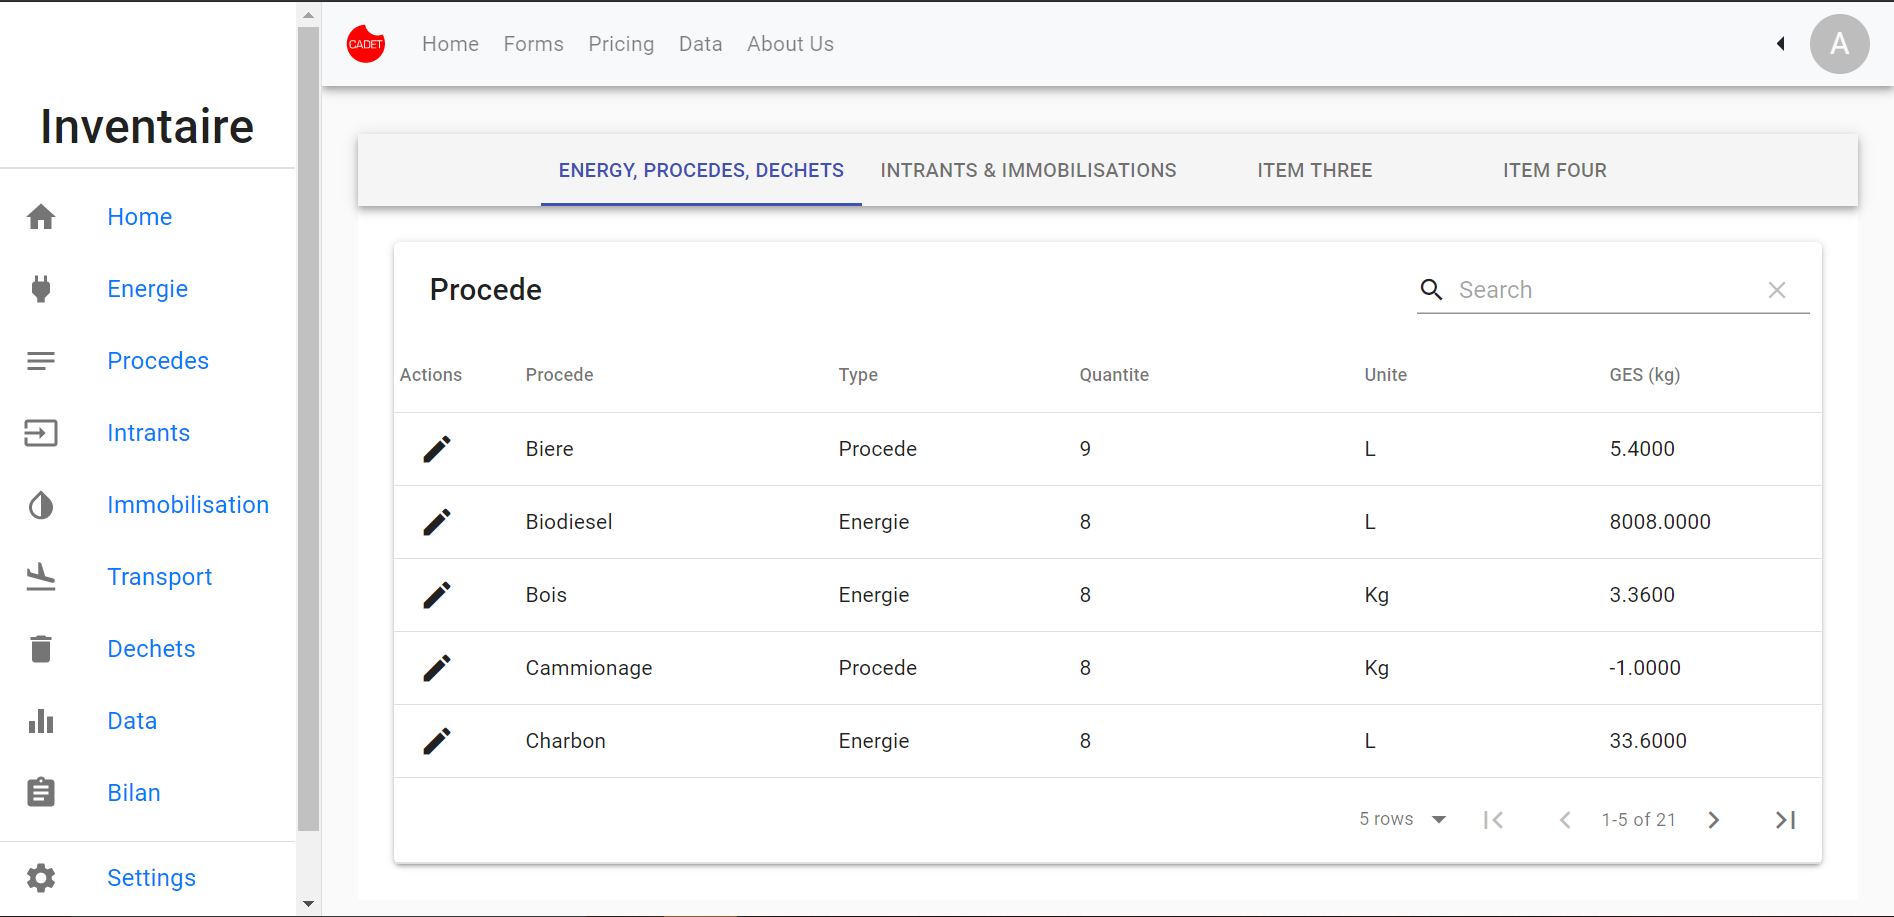 CADET
Home Forms Pricing Data About Us
A
Inventaire
Home
Energie
Procedes
Intrants
Immobilisation
Transport
Dechets
Data
Bilan
Settings
ENERGY, PROCEDES, DECHETS INTRANTS & IMMOBILISATIONS ITEM THREE ITEM FOUR
Procede Search
Actions Procede Type Quantite Unite GES (kg)
Biere Procede 9 L 5.4000
Biodiesel Energie 8 L 8008.0000
Bois Energie 8 Kg 3.3600
Cammionage Procede 8 Kg -1.0000
Charbon Energie 8 L 33.6000
5 rows 1-5 of 21